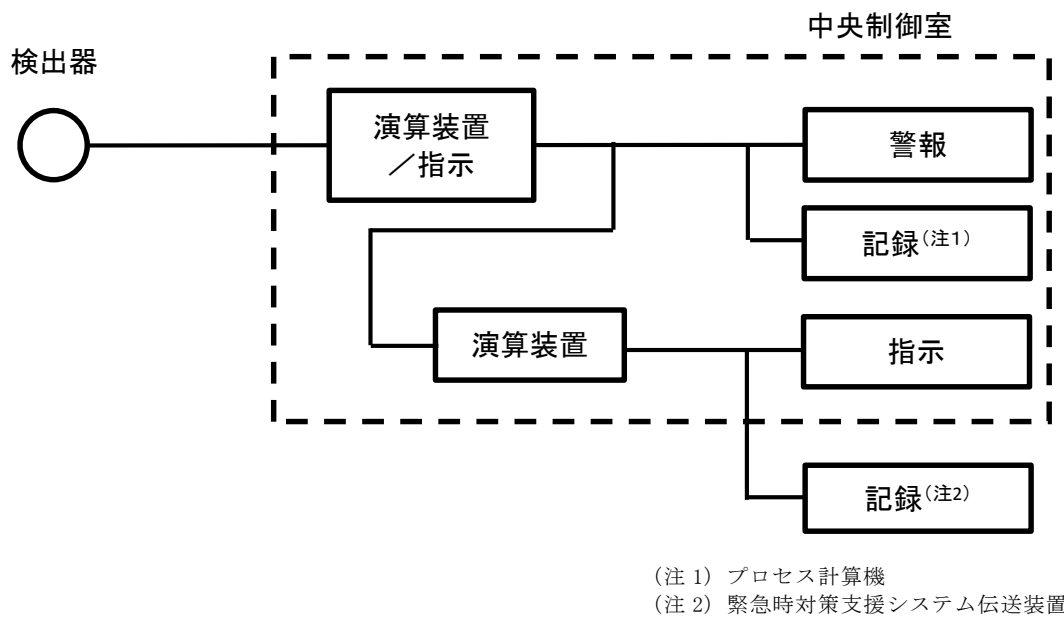 中央制御室
検出器
演算装置
／指示
警報
記録（注1）
演算装置
指示
記録（注2）
（注 1）プロセス計算機
（注 2）緊急時対策支援システム伝送装置